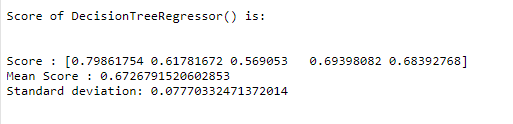 Score of DecisionTreeRegressor() is:
Score : [0.79861754 0.61781672 0.569053   0.69398082 0.68392768]
Mean Score : 0.6726791520602853
Standard deviation: 0.07770332471372014